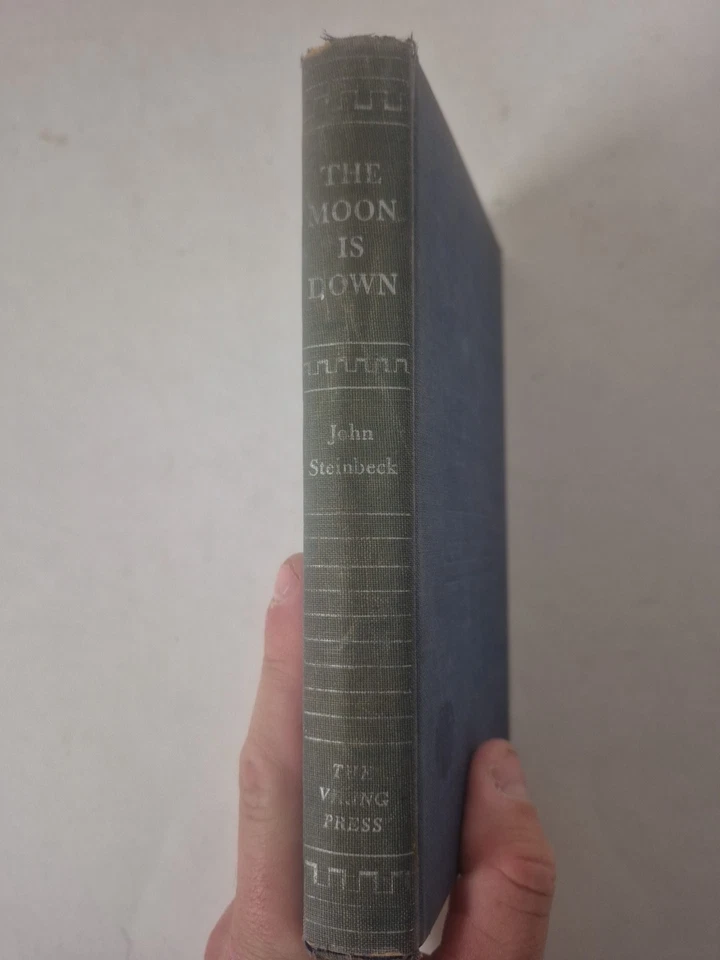 THE
MOON
IS
DOWN
John
Steinbeck
THE
VIKING
PRESS